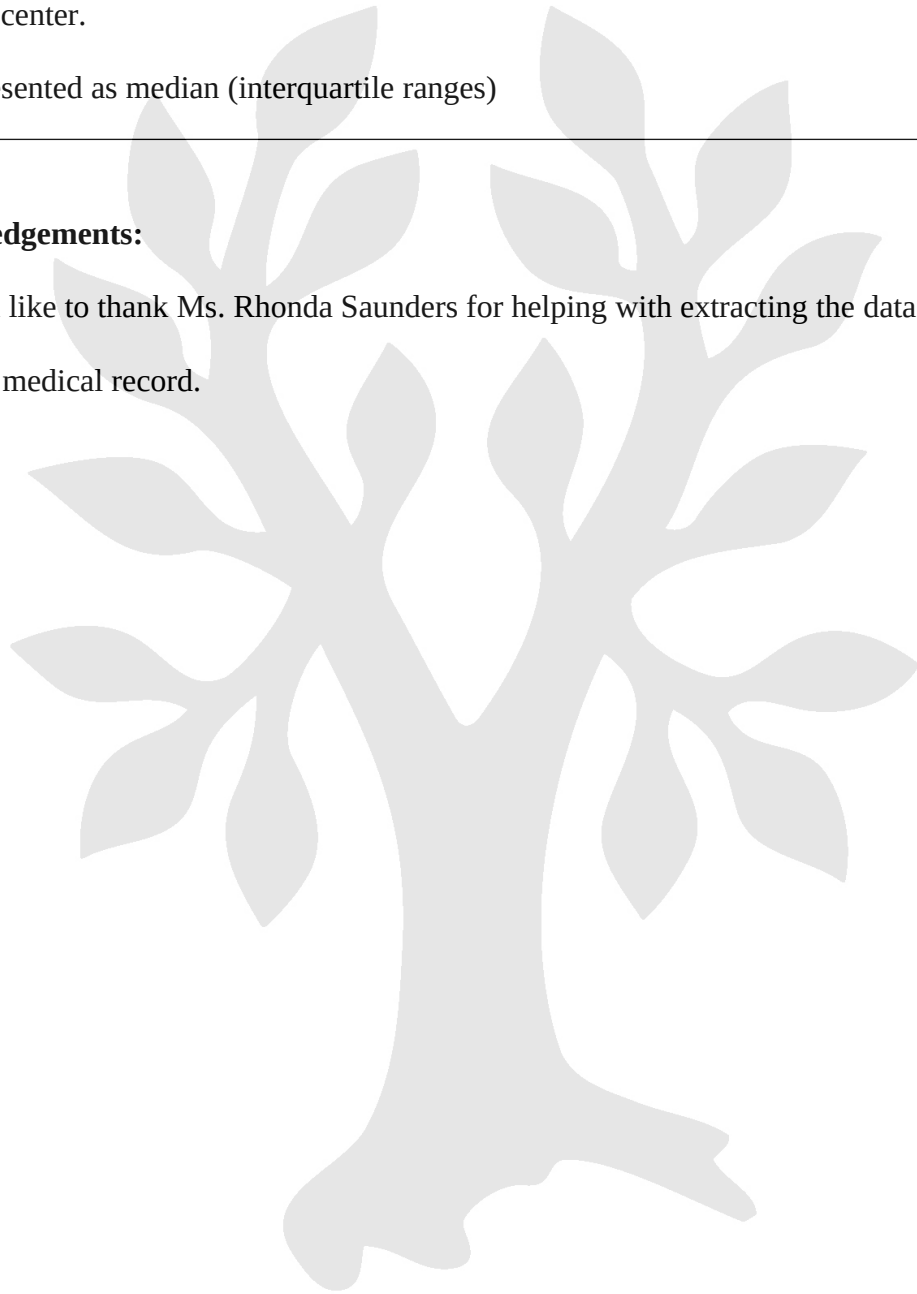 center.
sented as median (interquartile ranges)
edgements:
like to thank Ms. Rhonda Saunders for helping with extracting the data
medical record.